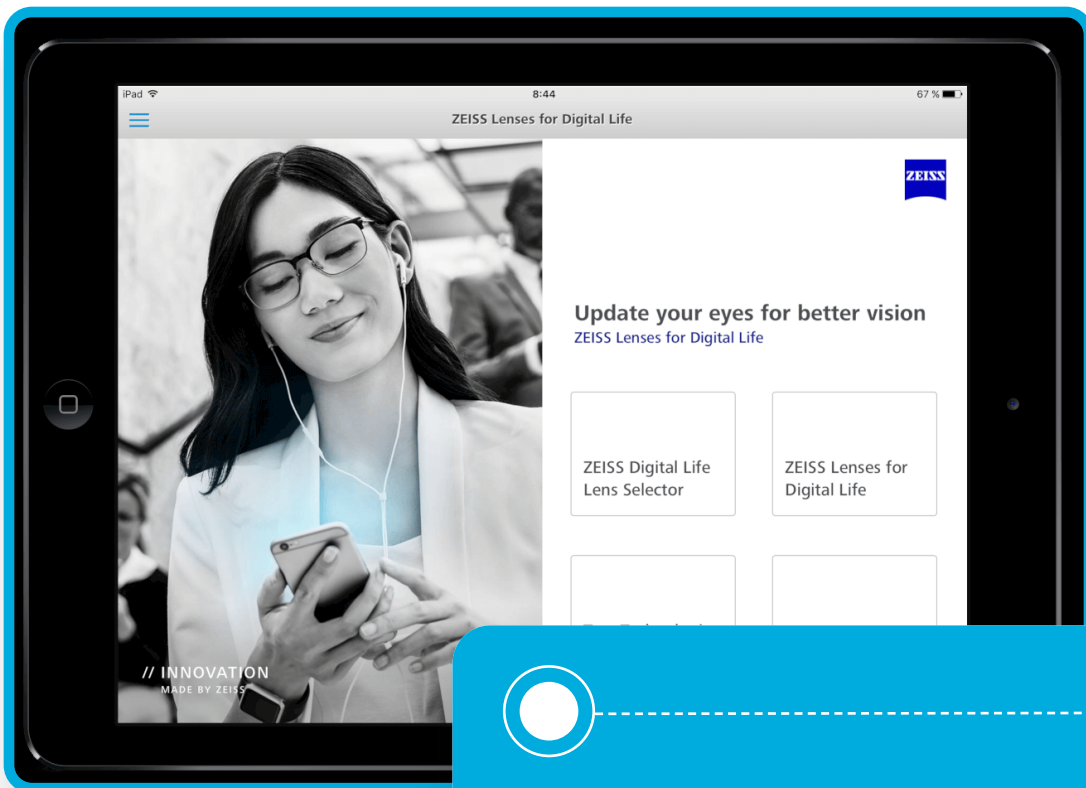 iPad
8:44
67 %
ZEISS Lenses for Digital Life
ZEISS
Update your eyes for better vision
ZEISS Lenses for Digital Life
ZEISS Digital Life
Lens Selector
ZEISS Lenses for
Digital Life
// INNOVATION
MADE BY ZEISS